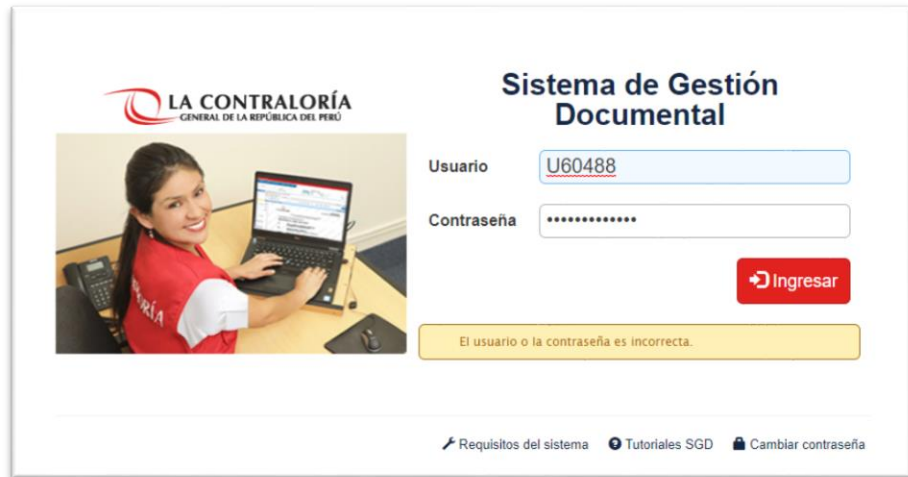 LA CONTRALORÍA
GENERAL DE LA REPÚBLICA DEL PERÚ
Sistema de Gestión
Documental
Usuario
U60488
Contraseña
•••••••••••••
Ingresar
El usuario o la contraseña es incorrecta.
Requisitos del sistema
Tutoriales SGD
Cambiar contraseña